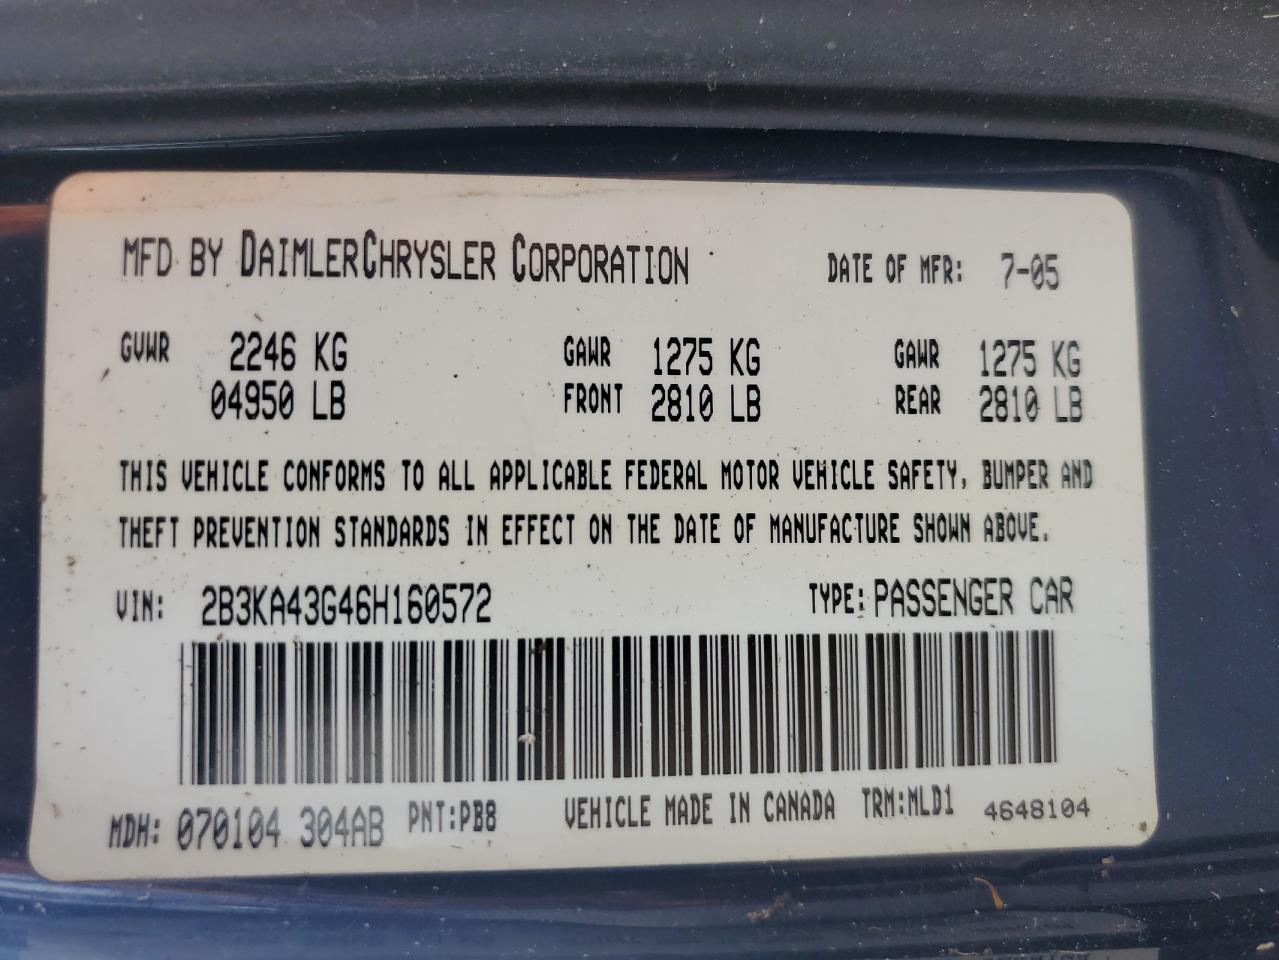 MFD BY DAIMLERCHRYSLER CORPORATION DATE OF MFR: 7-05
GVWR 2246 KG GAWR 1275 KG GAWR 1275 KG
04950 LB FRONT 2810 LB REAR 2810 LB
THIS VEHICLE CONFORMS TO ALL APPLICABLE FEDERAL MOTOR VEHICLE SAFETY, BUMPER AND
THEFT PREVENTION STANDARDS IN EFFECT ON THE DATE OF MANUFACTURE SHOWN ABOVE.
VIN: 2B3KA43G46H160572 TYPE: PASSENGER CAR
MDH: 070104 304AB PNT:PB8 VEHICLE MADE IN CANADA TRM:MLD1 4648104